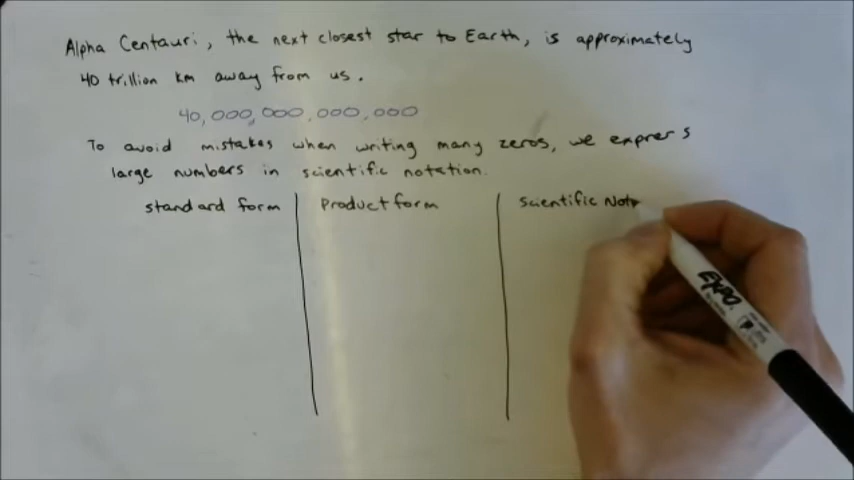 Alpha Centauri, the next closest star to Earth, is approximately
40 trillion km away from us.
40,000,000,000,000
To avoid mistakes when writing many zeros, we express
large numbers in scientific notation.
standard form Product form Scientific Nota
EXPO